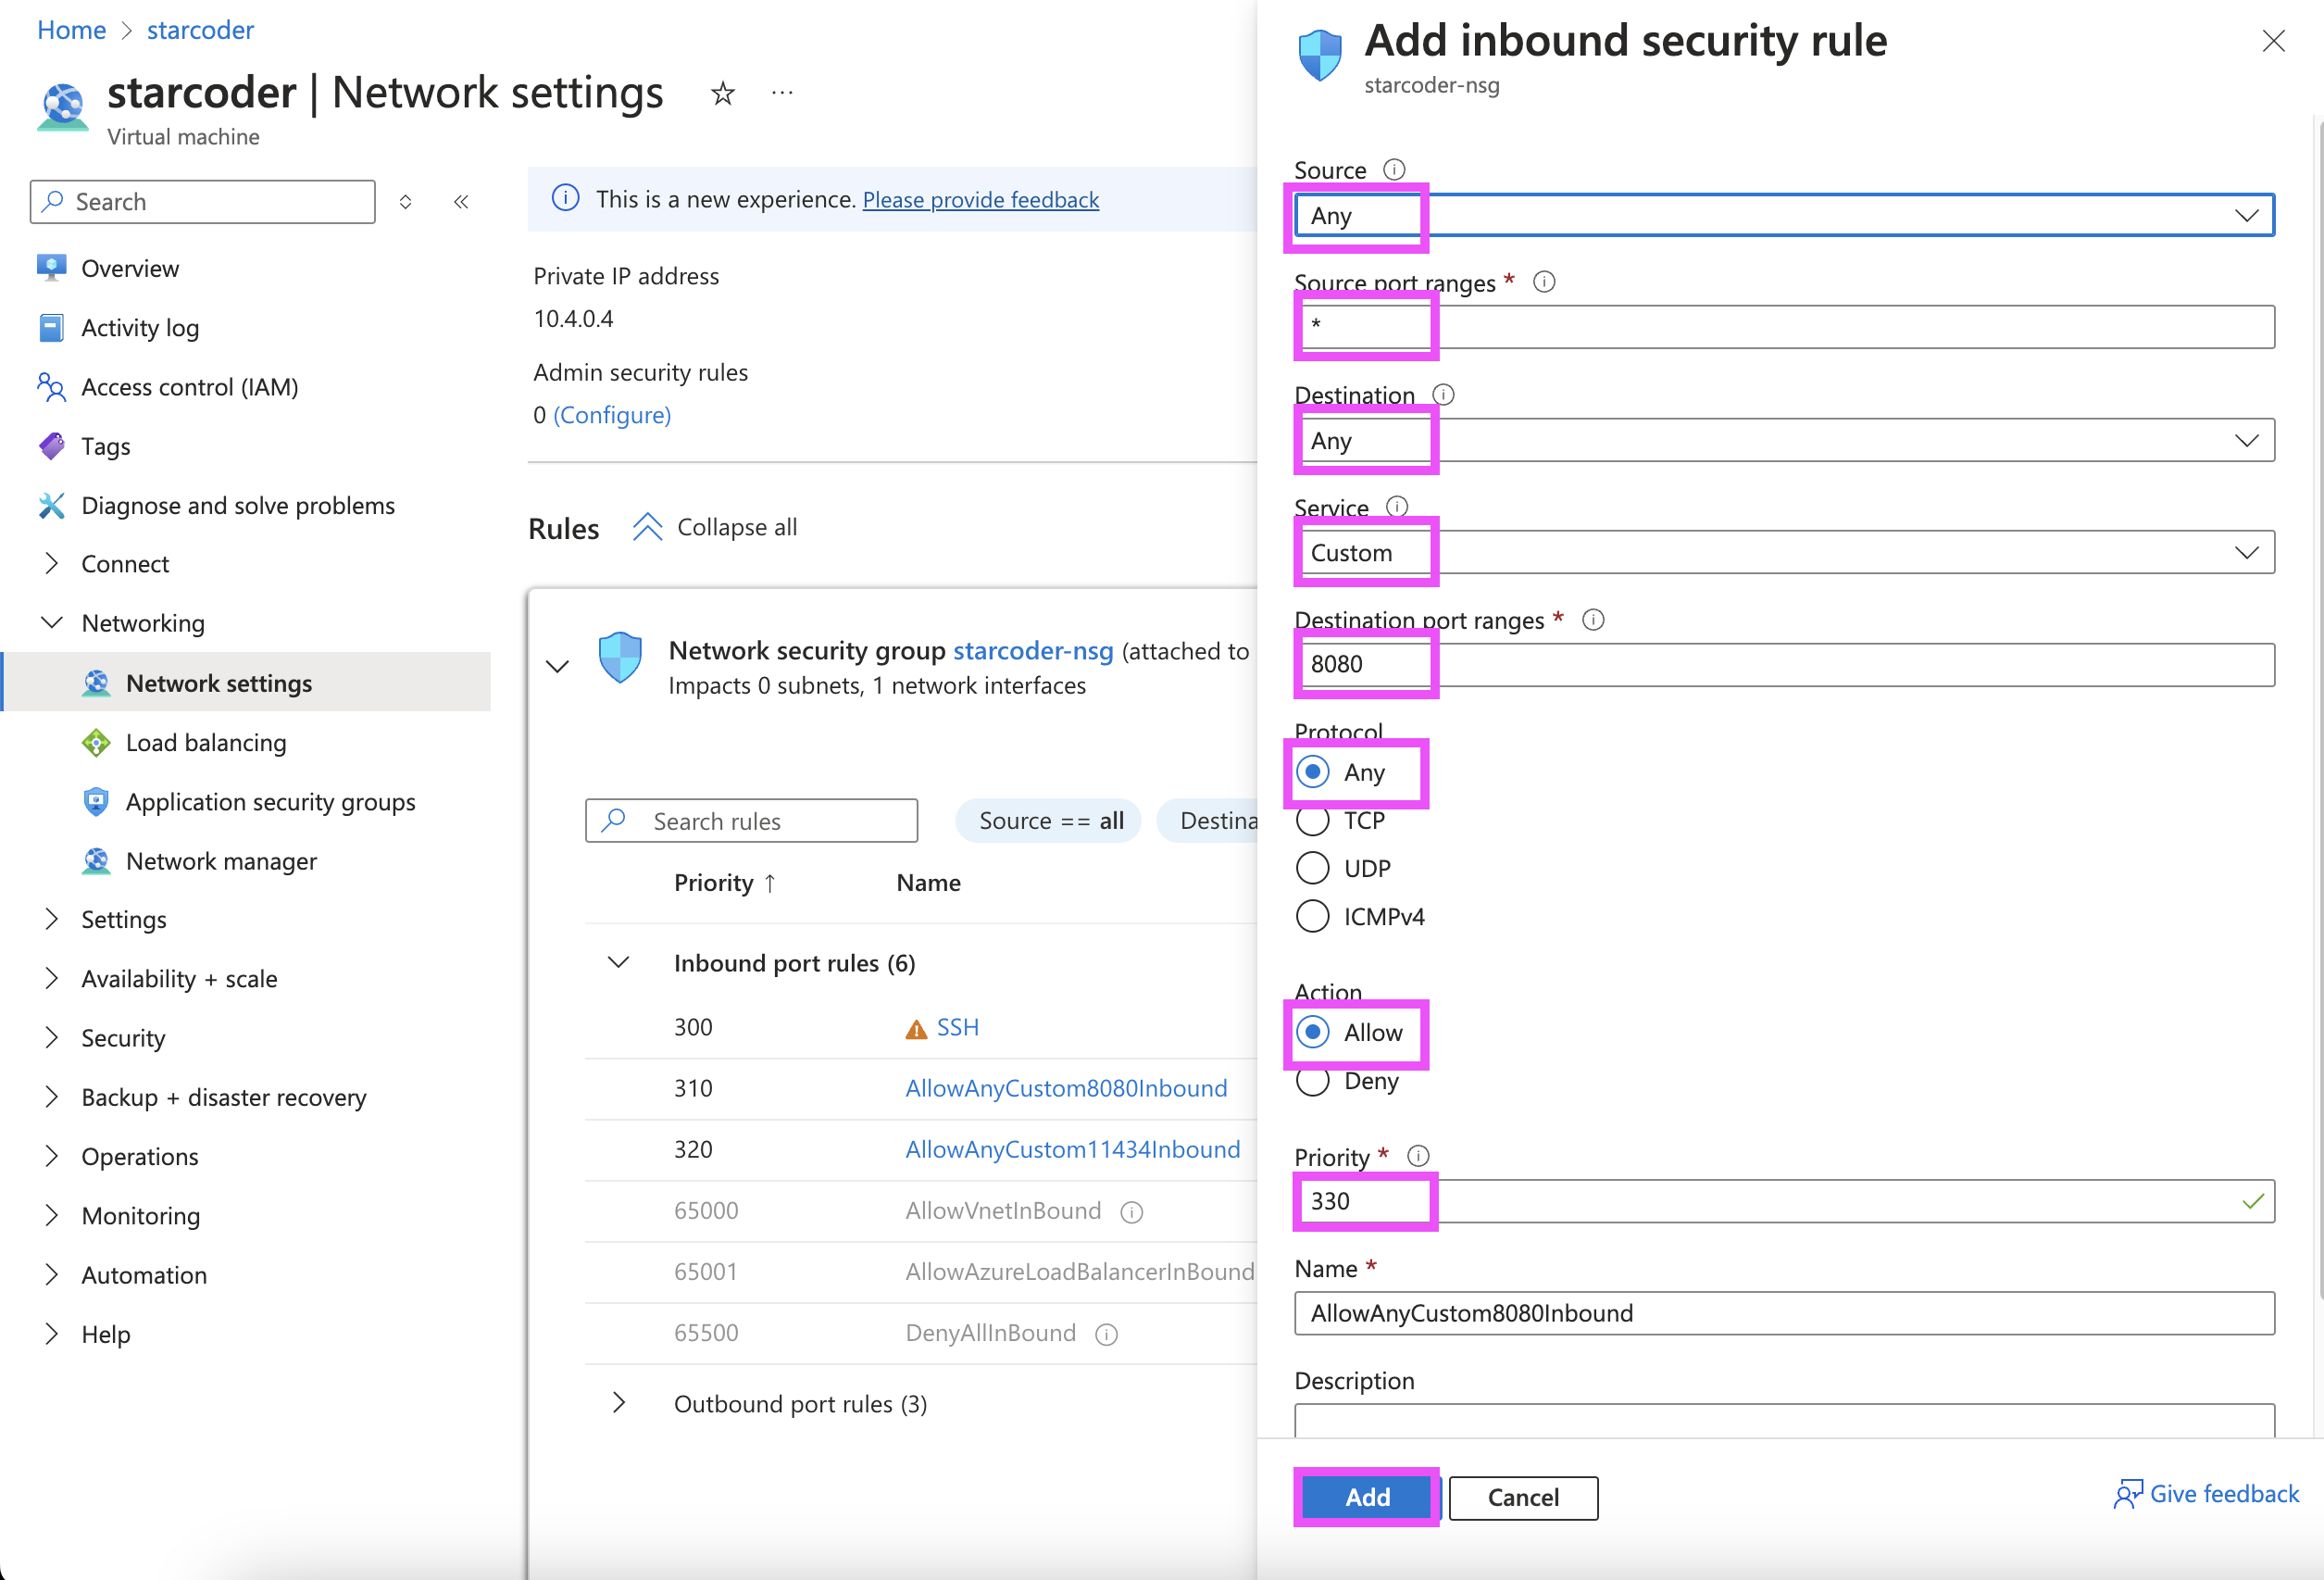 Home > starcoder
starcoder | Network settings
Virtual machine
Search
Overview
Activity log
Access control (IAM)
Tags
Diagnose and solve problems
Connect
Networking
Network settings
Load balancing
Application security groups
Network manager
Settings
Availability + scale
Security
Backup + disaster recovery
Operations
Monitoring
Automation
Help
This is a new experience. Please provide feedback
Private IP address
10.4.0.4
Admin security rules
0 (Configure)
Rules
Collapse all
Network security group starcoder-nsg (attached to
Impacts 0 subnets, 1 network interfaces
Search rules
Source == all
Destina
Priority ↑ Name
Inbound port rules (6)
300 SSH
310 AllowAnyCustom8080Inbound
320 AllowAnyCustom11434Inbound
65000 AllowVnetInBound
65001 AllowAzureLoadBalancerInBound
65500 DenyAllInBound
Outbound port rules (3)
Add inbound security rule
starcoder-nsg
Source
Any
Source port ranges *
*
Destination
Any
Service
Custom
Destination port ranges *
8080
Protocol
Any
TCP
UDP
ICMPv4
Action
Allow
Deny
Priority *
330
Name *
AllowAnyCustom8080Inbound
Description
Add
Cancel
Give feedback